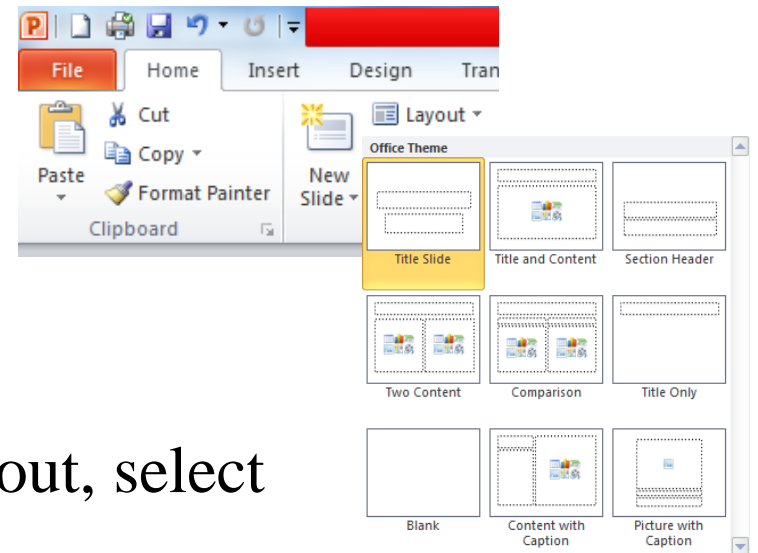 File Home Insert Design Tran
Cut
Layout
Copy
Office Theme
Paste
New
Format Painter
Slide
Clipboard
Title Slide Title and Content Section Header
Two Content Comparison Title Only
out, select
Blank Content with Caption Picture with Caption